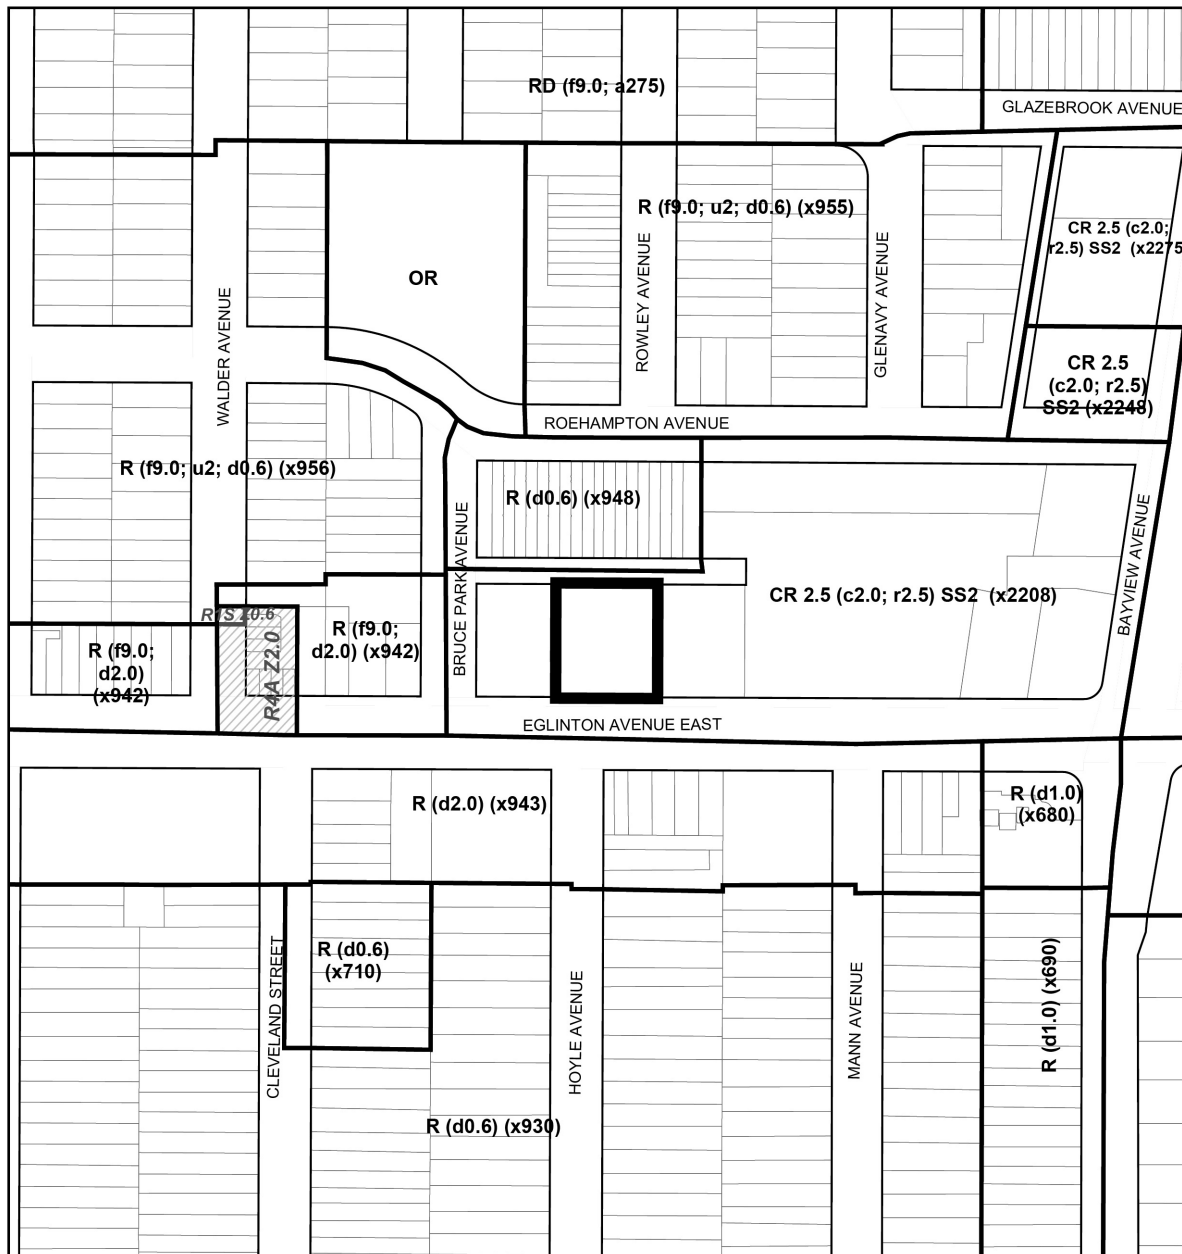 RD (f9.0; a275)
GLAZEBROOK AVENUE
R (f9.0; u2; d0.6) (x955)
CR 2.5 (c2.0;
r2.5) SS2 (x2275
OR
WALDER AVENUE
ROWLEY AVENUE
GLENAVY AVENUE
CR 2.5
(c2.0; r2.5)
SS2 (x2248)
ROEHAMPTON AVENUE
R (f9.0; u2; d0.6) (x956)
R (d0.6) (x948)
BRUCE PARK AVENUE
BAYVIEW AVENUE
CR 2.5 (c2.0; r2.5) SS2 (x2208)
R1S Z0.6
R4A Z2.0
R (f9.0;
d2.0) (x942)
R (f9.0;
d2.0)
(x942)
EGLINTON AVENUE EAST
R (d2.0) (x943)
R (d1.0)
(x680)
R (d0.6)
(x710)
CLEVELAND STREET
HOYLE AVENUE
MANN AVENUE
R (d1.0) (x690)
R (d0.6) (x930)